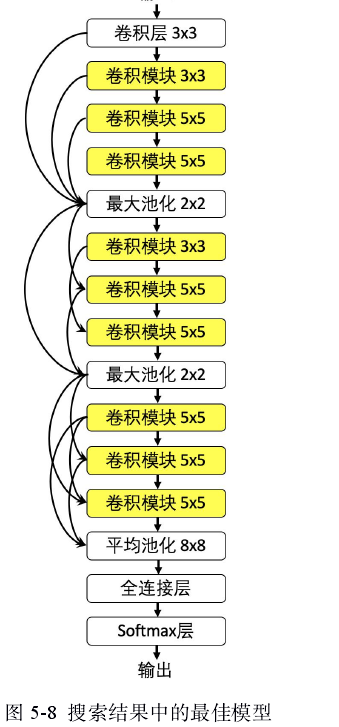 卷积层 3x3
卷积模块 3x3
卷积模块 5x5
卷积模块 5x5
最大池化 2x2
卷积模块 3x3
卷积模块 5x5
卷积模块 5x5
最大池化 2x2
卷积模块 5x5
卷积模块 5x5
卷积模块 5x5
平均池化 8x8
全连接层
Softmax层
输出
图 5-8 搜索结果中的最佳模型